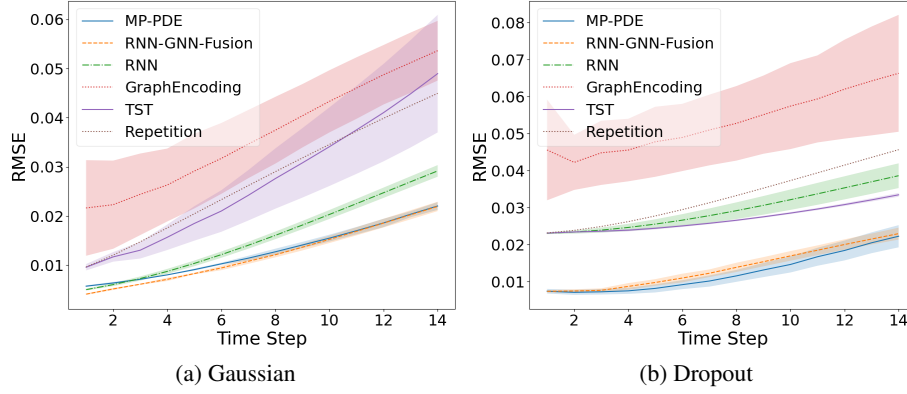 0.06
0.05
0.04
0.03
0.02
0.01
RMSE
MP-PDE
RNN-GNN-Fusion
RNN
GraphEncoding
TST
Repetition
2 4 6 8 10 12 14
Time Step
(a) Gaussian
0.08
0.07
0.06
0.05
0.04
0.03
0.02
0.01
RMSE
MP-PDE
RNN-GNN-Fusion
RNN
GraphEncoding
TST
Repetition
2 4 6 8 10 12 14
Time Step
(b) Dropout